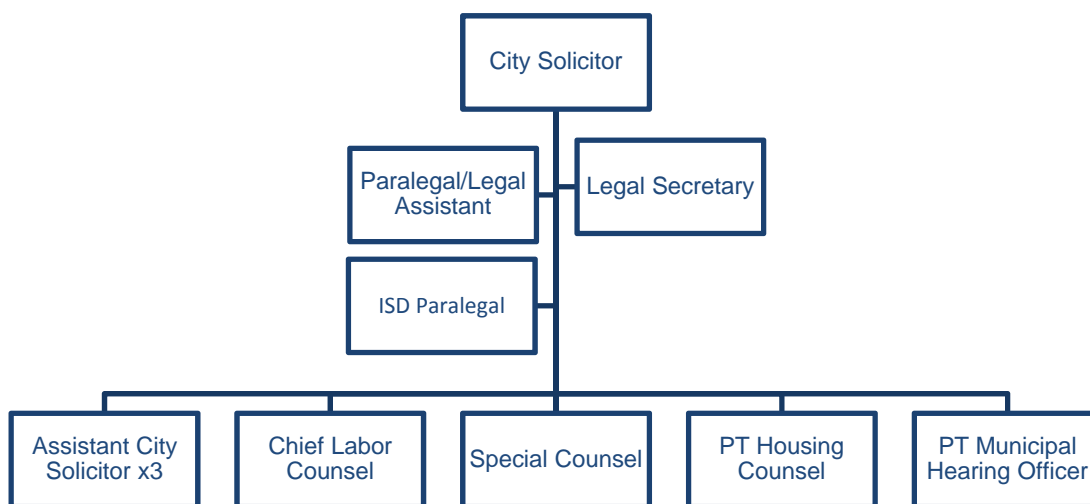 City Solicitor
Paralegal/Legal
Assistant
Legal Secretary
ISD Paralegal
Assistant City
Solicitor x3
Chief Labor
Counsel
Special Counsel
PT Housing
Counsel
PT Municipal
Hearing Officer